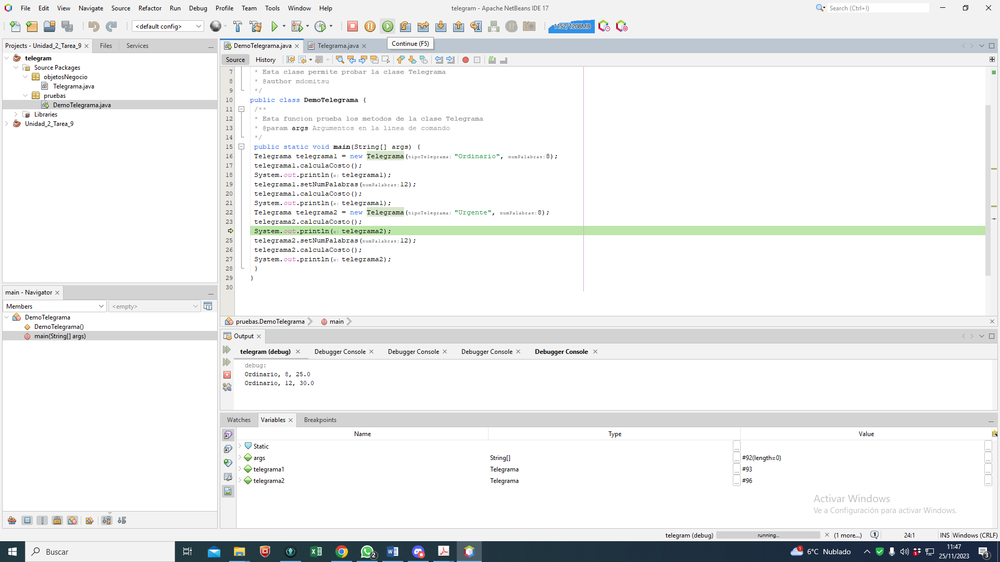 File Edit View Navigate Source Refactor Run Debug Profile Team Tools Window Help
telegram - Apache NetBeans IDE 17
Search (Ctrl+I)
<default config>
1152/1208MB
Continue (F5)
Projects - Unidad_2_Tarea_9
Files
Services
telegram
Source Packages
objetosNegocio
Telegrama.java
pruebas
DemoTelegrama.java
Libraries
Unidad_2_Tarea_9
DemoTelegrama.java
Telegrama.java
Source
History
7 * Esta clase permite probar la clase Telegrama
8 * @author mdomitsu
9 */
10 public class DemoTelegrama {
11 /**
12 * Esta funcion prueba los metodos de la clase Telegrama
13 * @param args Argumentos en la linea de comando
14 */
15 public static void main(String[] args) {
16 Telegrama telegrama1 = new Telegrama(tipoTelegrama: "Ordinario", numPalabras:8);
17 telegrama1.calculaCosto();
18 System.out.println(x: telegrama1);
19 telegrama1.setNumPalabras(numPalabras:12);
20 telegrama1.calculaCosto();
21 System.out.println(x: telegrama1);
22 Telegrama telegrama2 = new Telegrama(tipoTelegrama: "Urgente", numPalabras:8);
23 telegrama2.calculaCosto();
System.out.println(x: telegrama2);
25 telegrama2.setNumPalabras(numPalabras:12);
26 telegrama2.calculaCosto();
27 System.out.println(x: telegrama2);
28 }
29 }
30
pruebas.DemoTelegrama
main
main - Navigator
Members
<empty>
DemoTelegrama
DemoTelegrama()
main(String[] args)
Output
telegram (debug)
Debugger Console
Debugger Console
Debugger Console
Debugger Console
debug:
Ordinario, 8, 25.0
Ordinario, 12, 30.0
Watches
Variables
Breakpoints
Name Type Value
Static
args String[] #92(length=0)
telegrama1 Telegrama #93
telegrama2 Telegrama #96
Activar Windows
Ve a Configuración para activar Windows.
telegram (debug)
running...
(1 more...)
1
24:1
INS
Windows (CRLF)
Buscar
2
1
6°C Nublado
11:47
25/11/2023
3